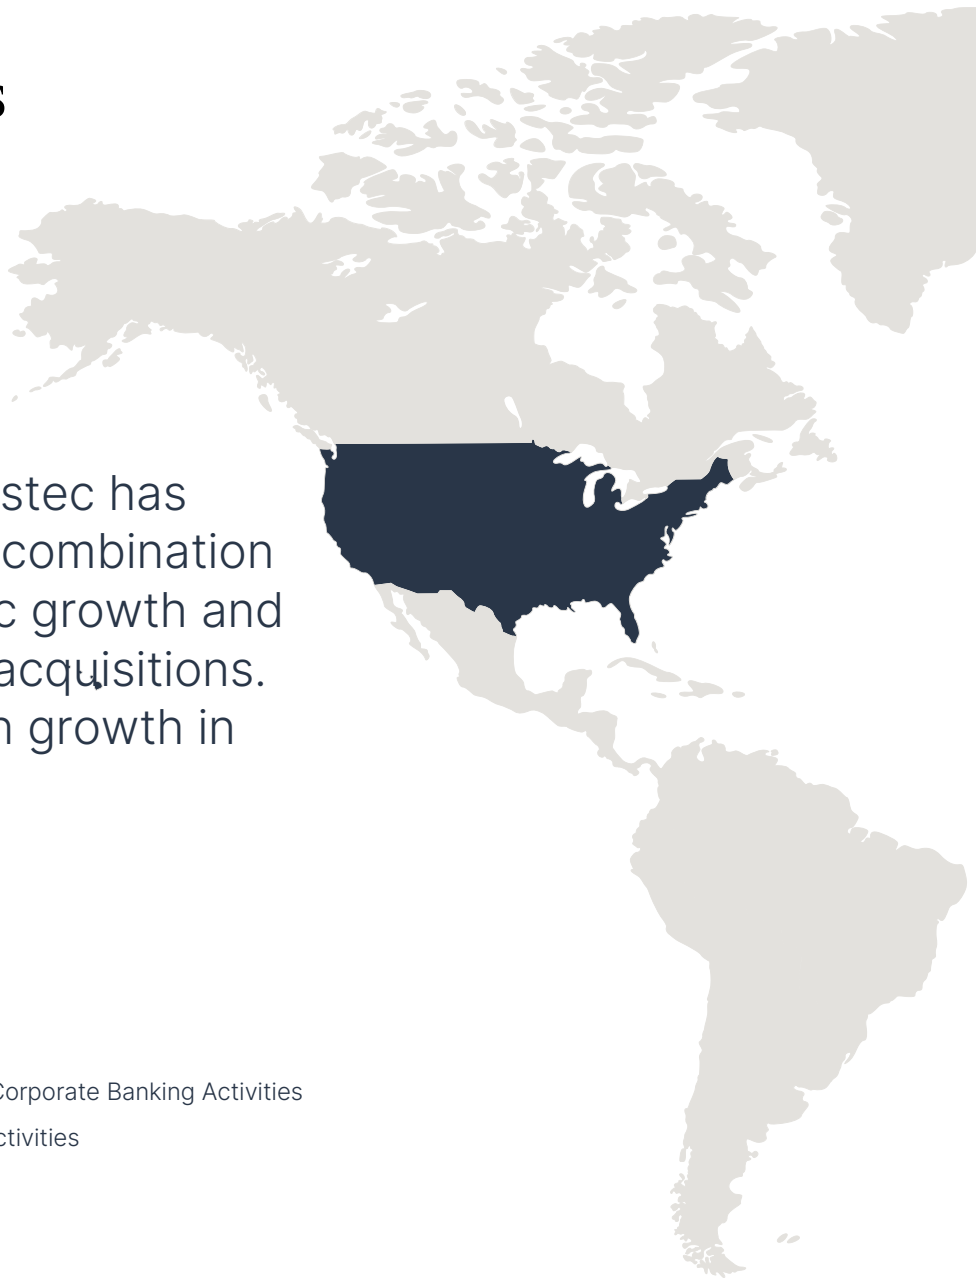 s
stec has
combination
c growth and
acquisitions.
n growth in
Corporate Banking Activities
ctivities